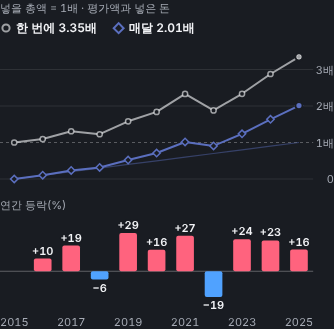 넣을 총액 = 1배 · 평가액과 넣은 돈
한 번에 3.35배 매달 2.01배
3배
2배
1배
0
연간 등락(%)
+10 +19 −6 +29 +16 +27 −19 +24 +23 +16
2015 2017 2019 2021 2023 2025